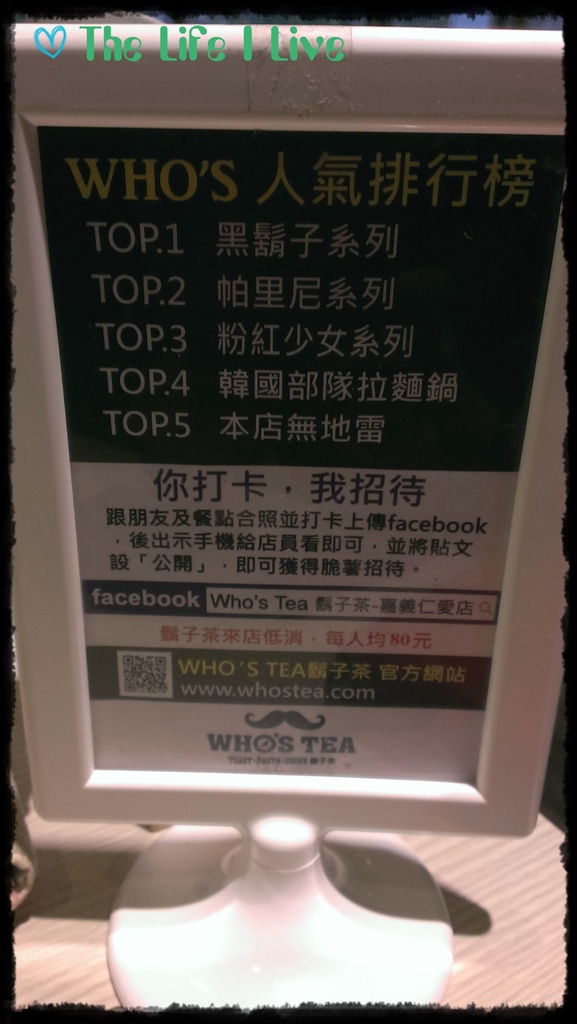 The Life I Live
WHO'S 人氣排行榜
TOP.1 黑鬍子系列
TOP.2 帕里尼系列
TOP.3 粉紅少女系列
TOP.4 韓國部隊拉麵鍋
TOP.5 本店無地雷
你打卡，我招待
跟朋友及餐點合照並打卡上傳facebook
，後出示手機給店員看即可，並將貼文
設「公開」，即可獲得脆薯招待。
facebook Who's Tea 鬍子茶-嘉義仁愛店
鬍子茶來店低消，每人均80元
WHO'S TEA鬍子茶 官方網站
www.whostea.com
WHO'S TEA
TOAST·PASTA·DRINK 鬍子茶